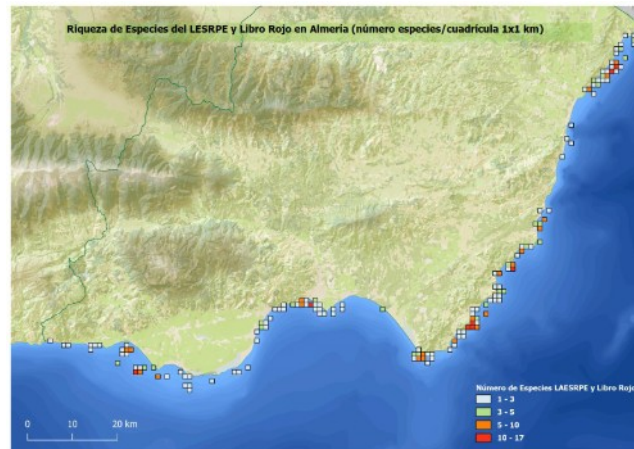 Riqueza de Especies del LESRPE y Libro Rojo en Almería (número especies/cuadrícula 1x1 km)
Número de Especies LAESRPE y Libro Rojo
1 - 3
3 - 5
5 - 10
10 - 17
0 10 20 km